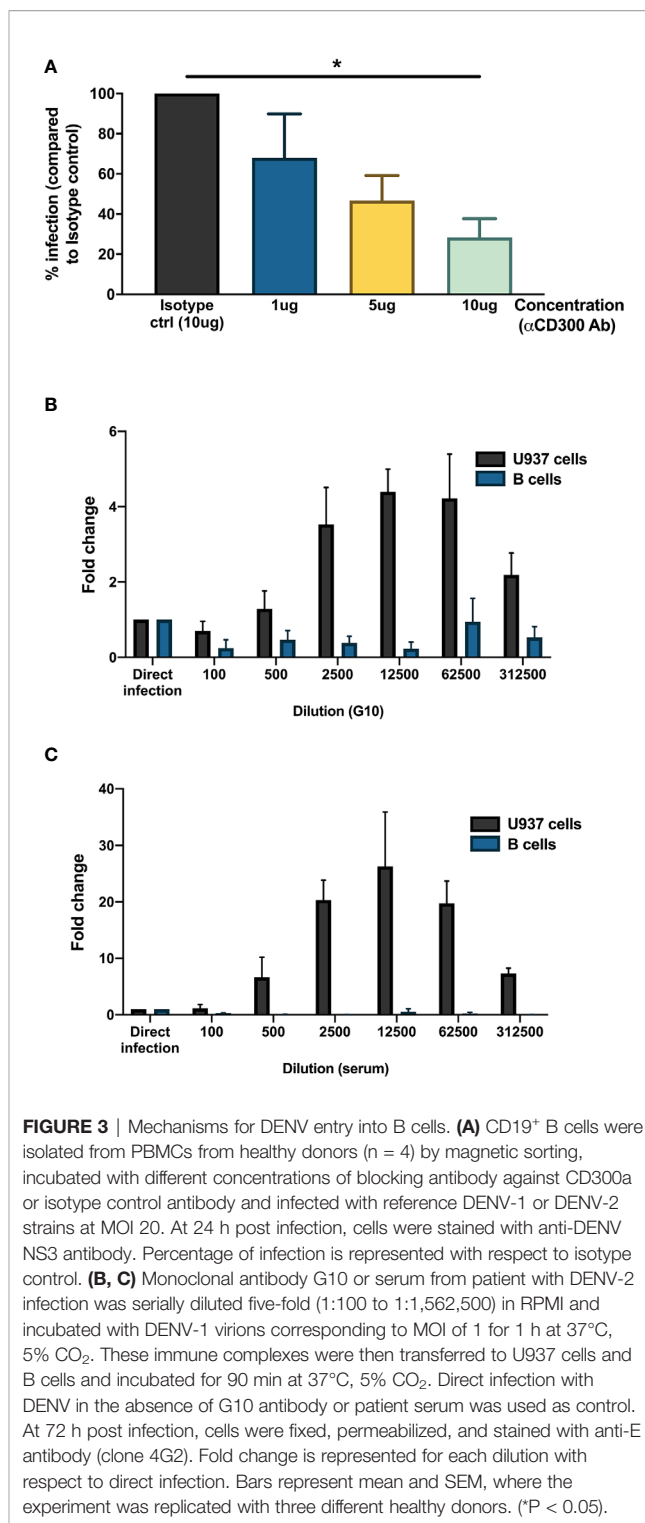 A
*
% infection (compared
to Isotype control)
100
80
60
40
20
0
Isotype
ctrl (10ug)
1ug
5ug
10ug
Concentration
(αCD300 Ab)
B
Fold change
6
4
2
0
U937 cells
B cells
Direct
infection
100
500
2500
12500
62500
312500
Dilution (G10)
C
Fold change
40
30
20
10
0
U937 cells
B cells
Direct
infection
100
500
2500
12500
62500
312500
Dilution (serum)
FIGURE 3 | Mechanisms for DENV entry into B cells. (A) CD19⁺ B cells were
isolated from PBMCs from healthy donors (n = 4) by magnetic sorting,
incubated with different concentrations of blocking antibody against CD300a
or isotype control antibody and infected with reference DENV-1 or DENV-2
strains at MOI 20. At 24 h post infection, cells were stained with anti-DENV
NS3 antibody. Percentage of infection is represented with respect to isotype
control. (B, C) Monoclonal antibody G10 or serum from patient with DENV-2
infection was serially diluted five-fold (1:100 to 1:1,562,500) in RPMI and
incubated with DENV-1 virions corresponding to MOI of 1 for 1 h at 37°C,
5% CO₂. These immune complexes were then transferred to U937 cells and
B cells and incubated for 90 min at 37°C, 5% CO₂. Direct infection with
DENV in the absence of G10 antibody or patient serum was used as control.
At 72 h post infection, cells were fixed, permeabilized, and stained with anti-E
antibody (clone 4G2). Fold change is represented for each dilution with
respect to direct infection. Bars represent mean and SEM, where the
experiment was replicated with three different healthy donors. (*P < 0.05).